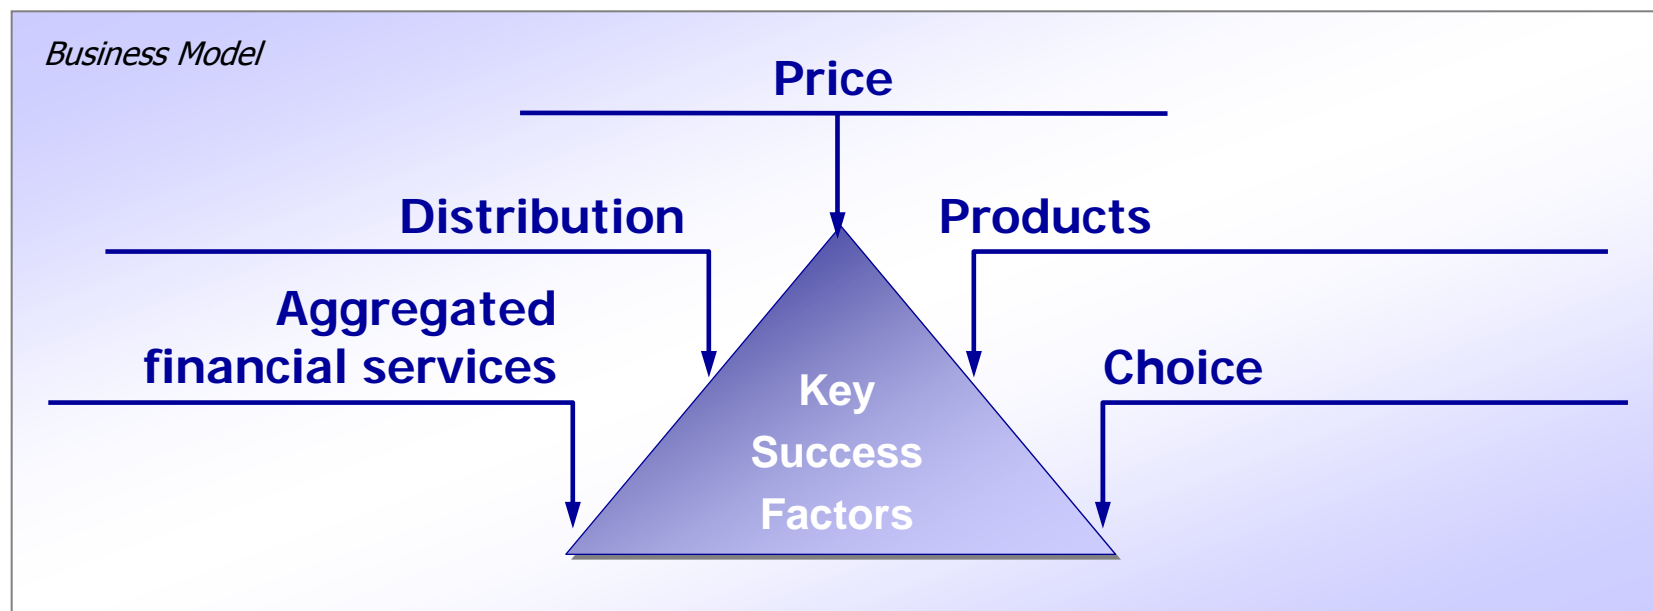 Business Model
Price
Distribution
Products
Aggregated
financial services
Choice
Key
Success
Factors